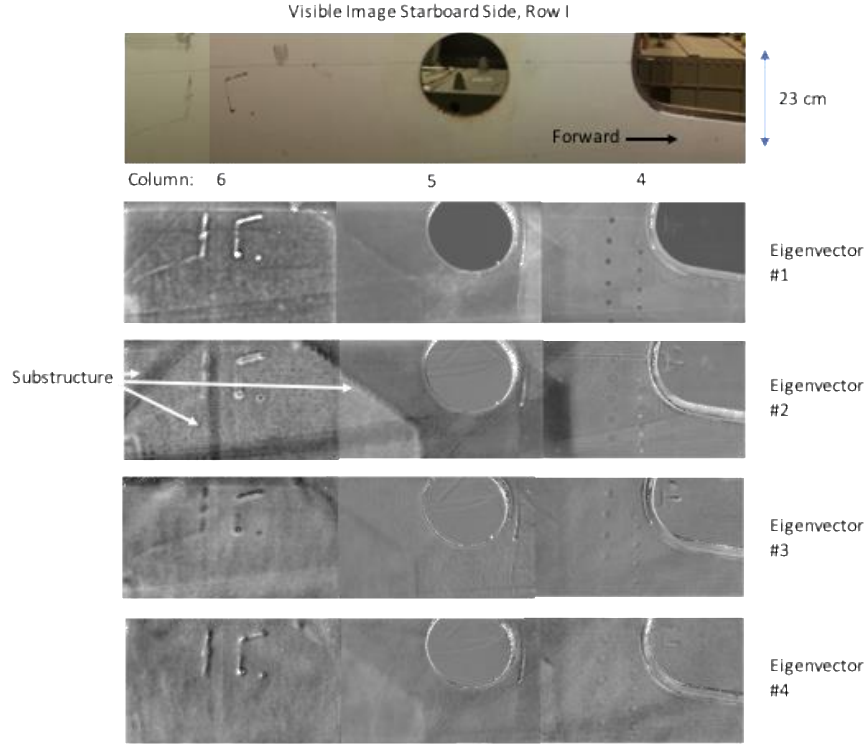 Visible Image Starboard Side, Row I
23 cm
Forward
Column: 6 5 4
Eigenvector
#1
Substructure
Eigenvector
#2
Eigenvector
#3
Eigenvector
#4